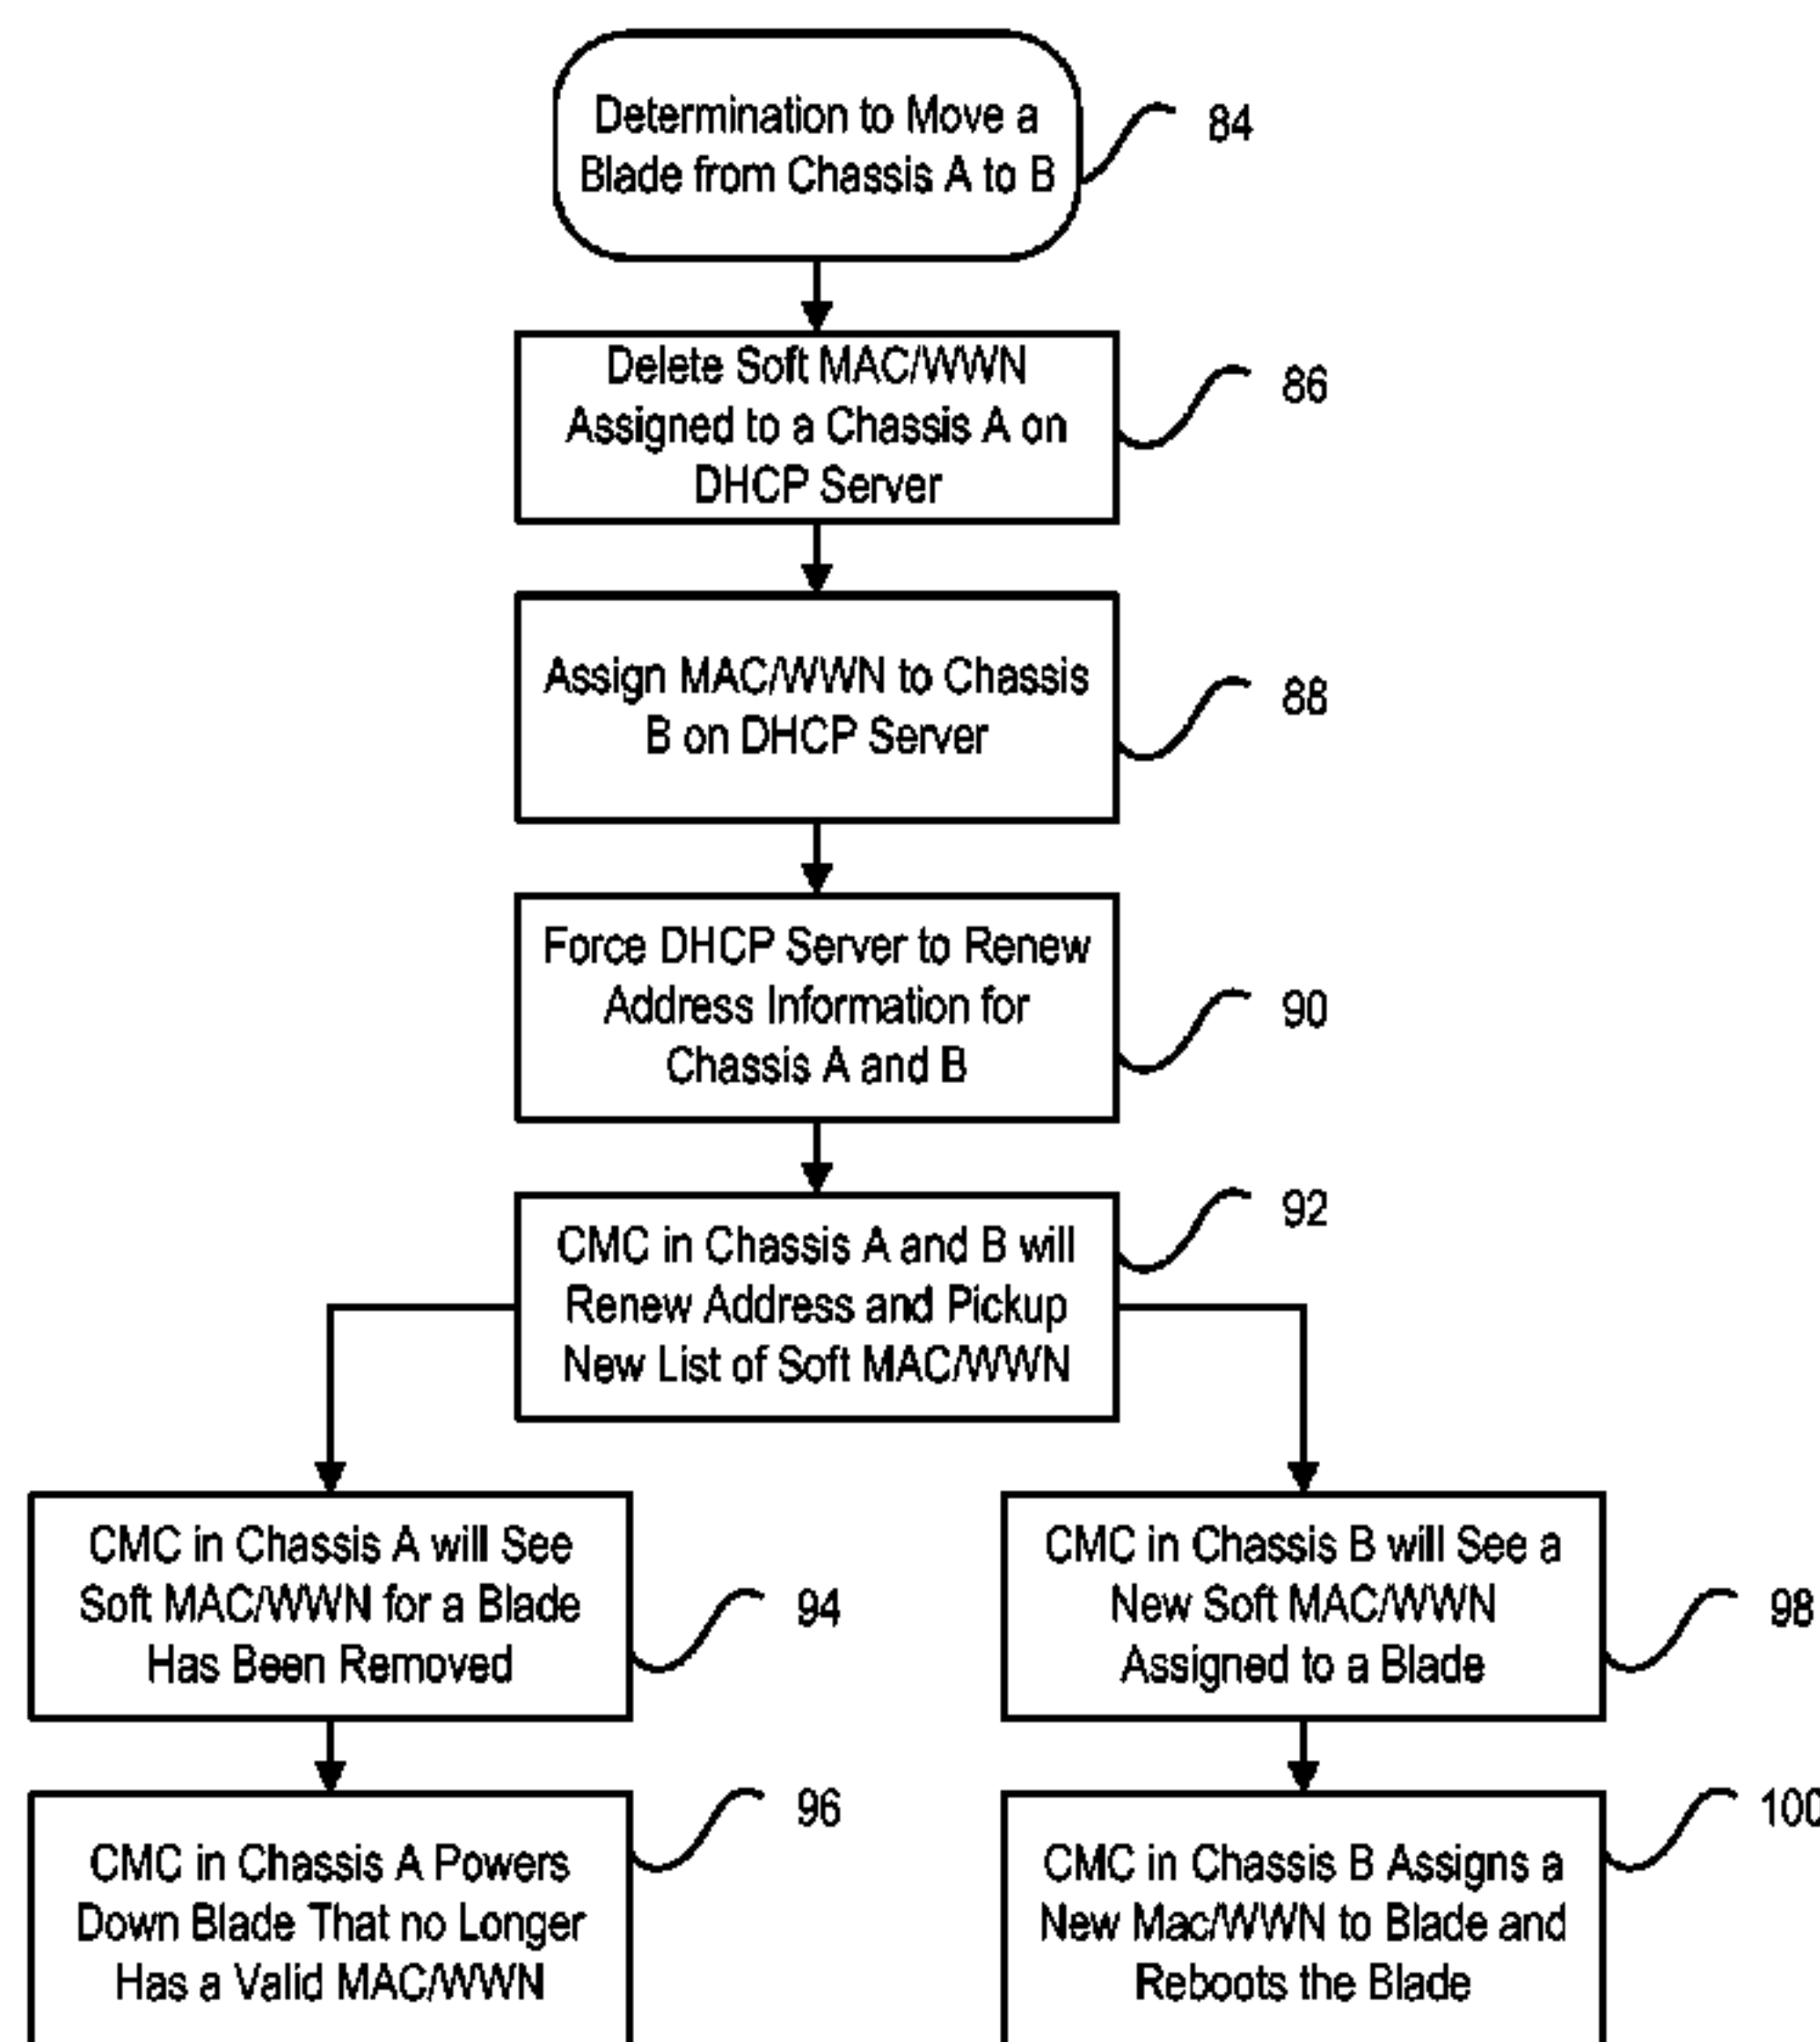 Determination to Move a
Blade from Chassis A to B
84
Delete Soft MAC/WWN
Assigned to a Chassis A on
DHCP Server
86
Assign MAC/WWN to Chassis
B on DHCP Server
88
Force DHCP Server to Renew
Address Information for
Chassis A and B
90
CMC in Chassis A and B will
Renew Address and Pickup
New List of Soft MAC/WWN
92
CMC in Chassis A will See
Soft MAC/WWN for a Blade
Has Been Removed
94
CMC in Chassis B will See a
New Soft MAC/WWN
Assigned to a Blade
98
CMC in Chassis A Powers
Down Blade That no Longer
Has a Valid MAC/WWN
96
CMC in Chassis B Assigns a
New Mac/WWN to Blade and
Reboots the Blade
100